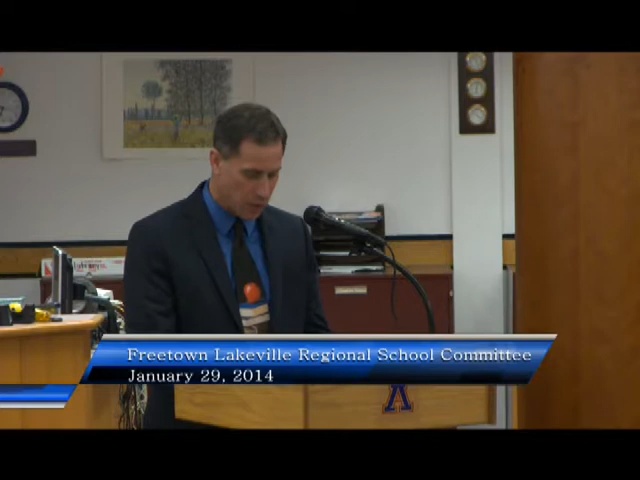 Freetown Lakeville Regional School Committee
January 29, 2014
A